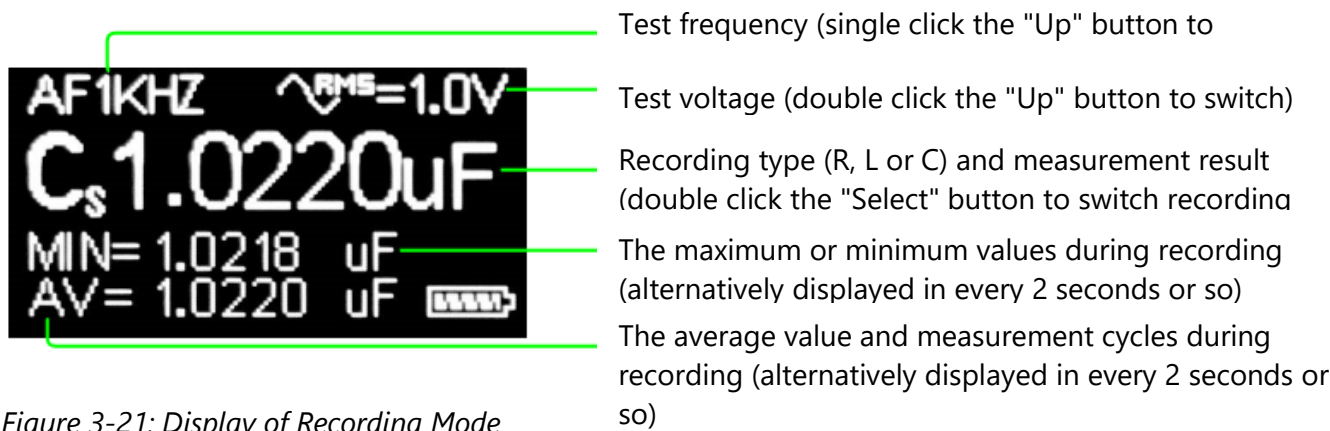 Test frequency (single click the "Up" button to
AF1KHZ RMS=1.0V
Test voltage (double click the "Up" button to switch)
Cs1.0220uF
Recording type (R, L or C) and measurement result
(double click the "Select" button to switch recording
MIN= 1.0218 uF
The maximum or minimum values during recording
(alternatively displayed in every 2 seconds or so)
AV= 1.0220 uF
The average value and measurement cycles during
recording (alternatively displayed in every 2 seconds or
so)
Figure 3-21: Display of Recording Mode